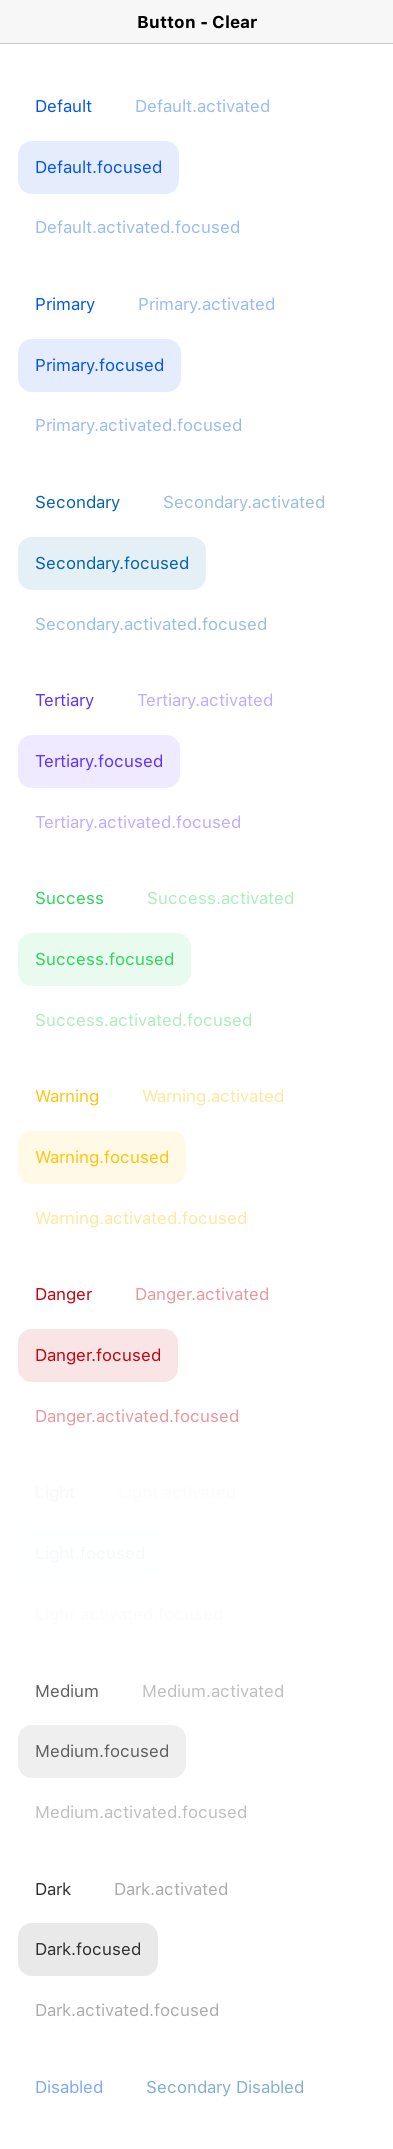 Button - Clear
Default Default.activated
Default.focused
Default.activated.focused
Primary Primary.activated
Primary.focused
Primary.activated.focused
Secondary Secondary.activated
Secondary.focused
Secondary.activated.focused
Tertiary Tertiary.activated
Tertiary.focused
Tertiary.activated.focused
Success Success.activated
Success.focused
Success.activated.focused
Warning Warning.activated
Warning.focused
Warning.activated.focused
Danger Danger.activated
Danger.focused
Danger.activated.focused
Light Light.activated
Light.focused
Light.activated.focused
Medium Medium.activated
Medium.focused
Medium.activated.focused
Dark Dark.activated
Dark.focused
Dark.activated.focused
Disabled Secondary Disabled